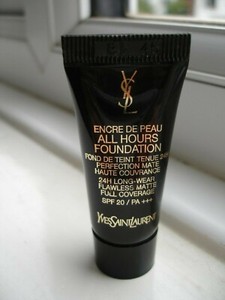 YSL
ENCRE DE PEAU
ALL HOURS
FOUNDATION
FOND DE TEINT TENUE 24H
PERFECTION MATE
HAUTE COUVRANCE
24H LONG-WEAR
FLAWLESS MATTE
FULL COVERAGE
SPF 20 / PA +++
YVESSAINTLAURENT